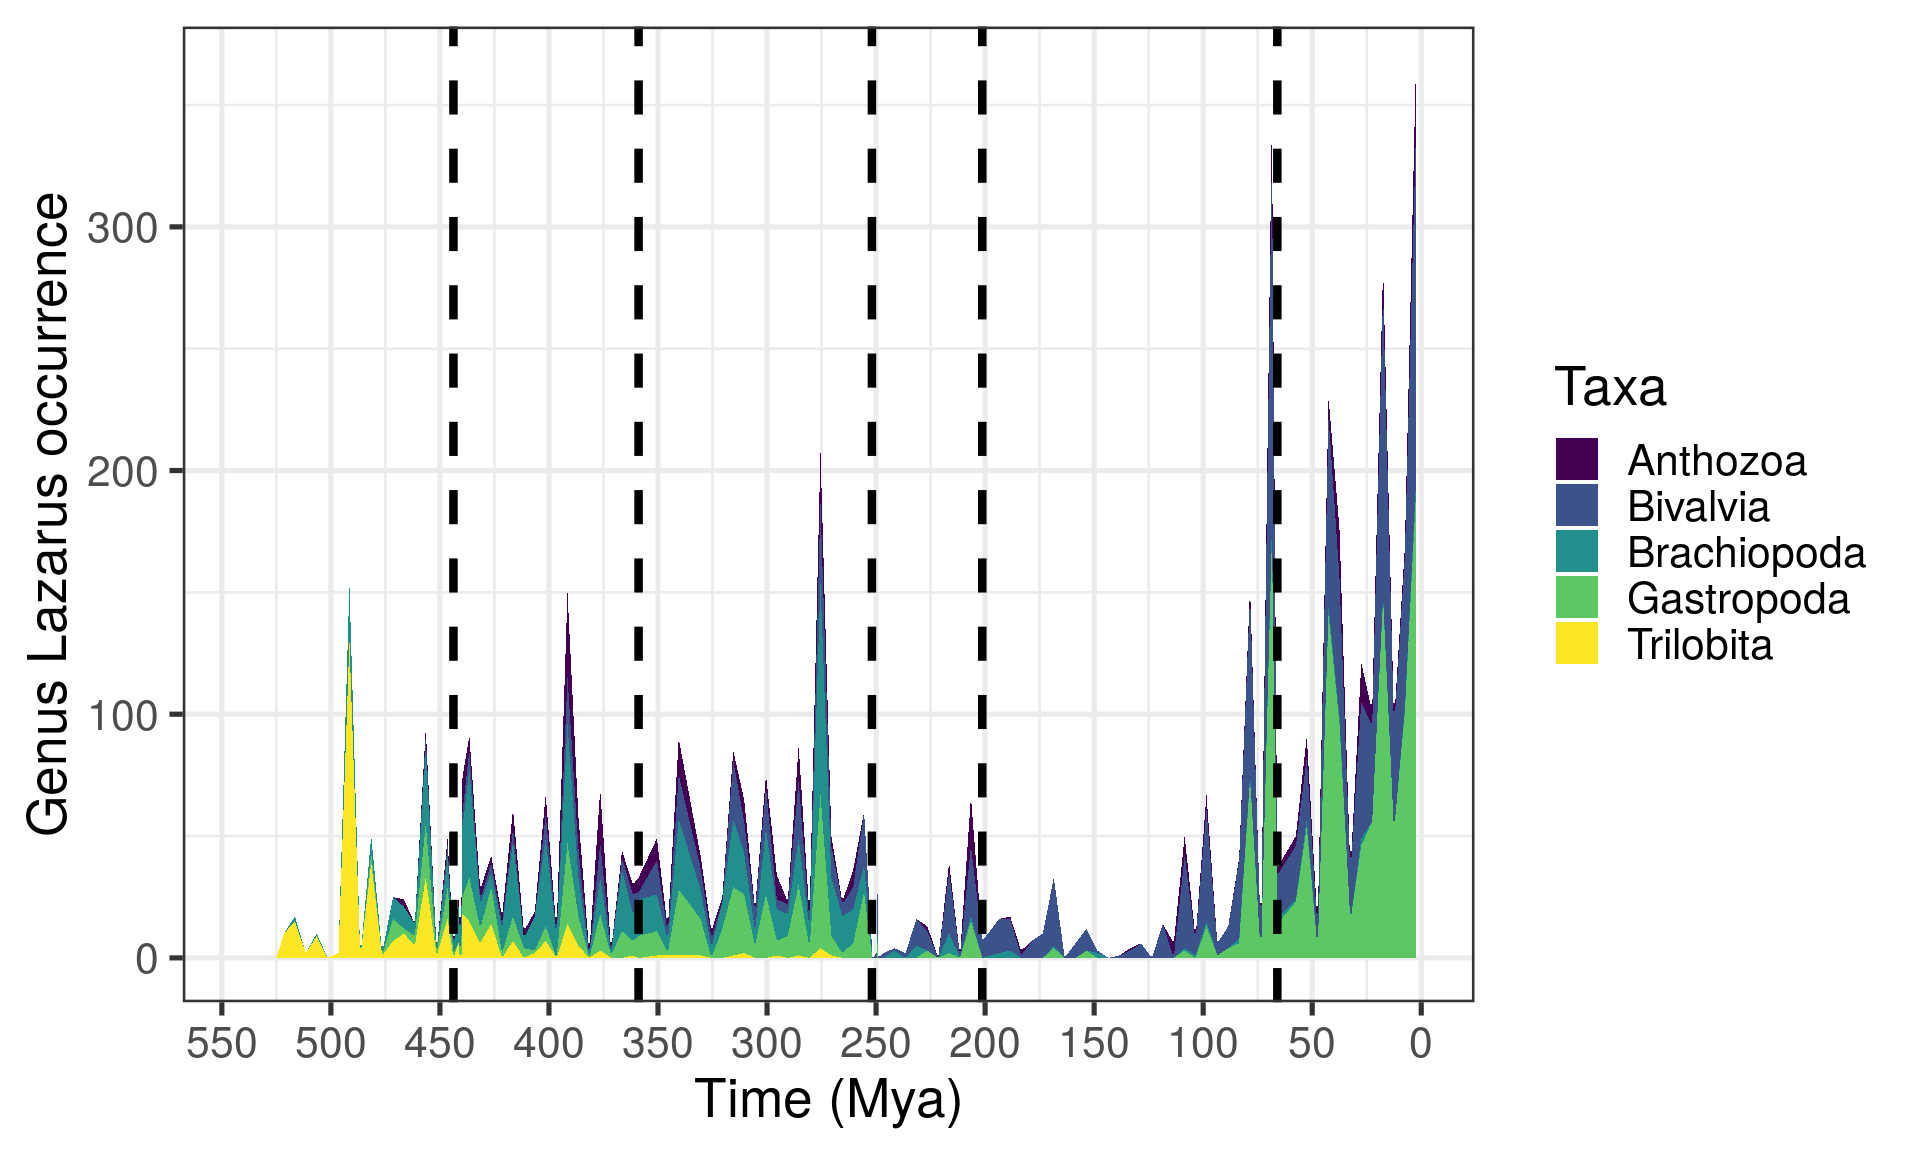 Genus Lazarus occurrence
300
200
100
0
550 500 450 400 350 300 250 200 150 100 50 0
Time (Mya)
Taxa
Anthozoa
Bivalvia
Brachiopoda
Gastropoda
Trilobita